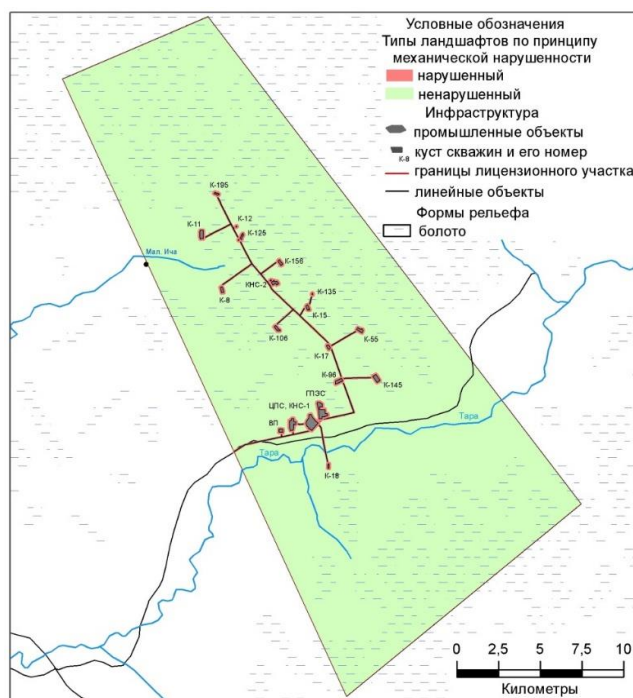 Условные обозначения
Типы ландшафтов по принципу
механической нарушенности
нарушенный
ненарушенный
Инфраструктура
промышленные объекты
К-8 куст скважин и его номер
границы лицензионного участка
линейные объекты
Формы рельефа
болото
К-195
К-11
К-12
К-125
Мал. Ича
К-156
К-8
КНС-2
К-135
К-15
К-106
К-55
К-17
К-98
К-145
ГПЭС
ЦПС, КНС-1
ВП
Тара
Тара
К-18
0 2,5 5 7,5 10
Километры